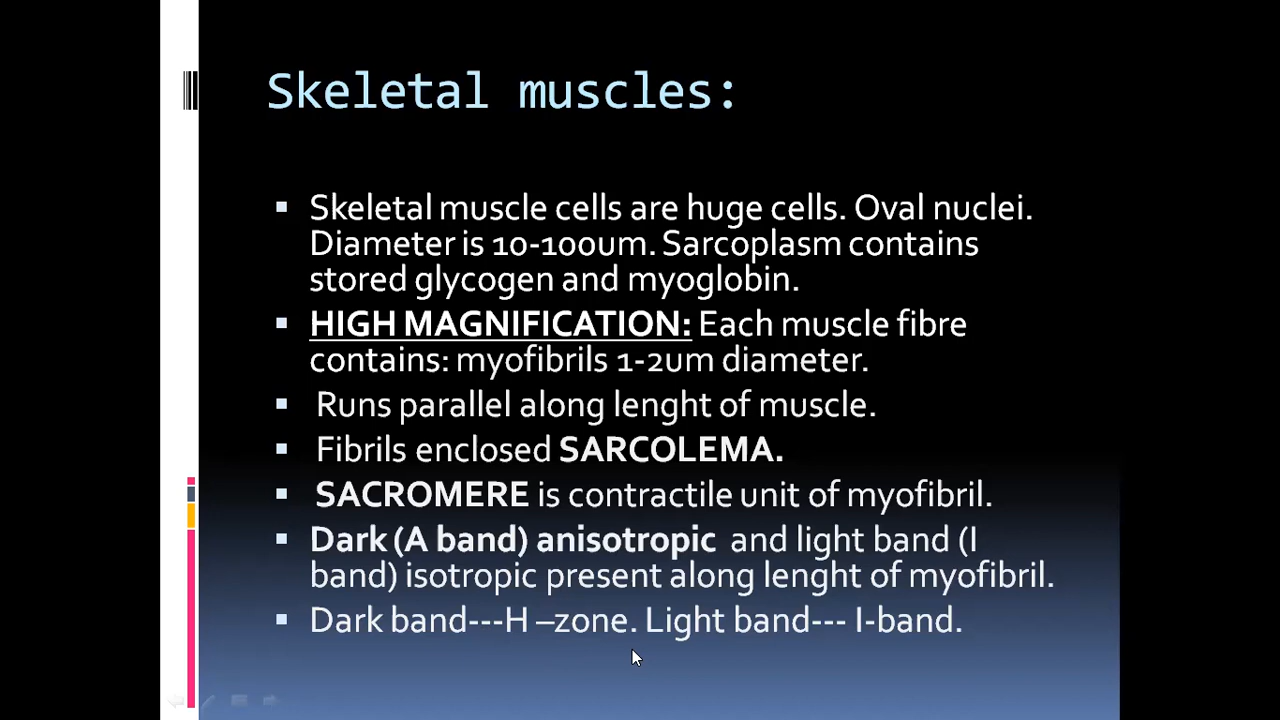 Skeletal muscles:
Skeletal muscle cells are huge cells. Oval nuclei.
Diameter is 10-100um. Sarcoplasm contains
stored glycogen and myoglobin.
HIGH MAGNIFICATION: Each muscle fibre
contains: myofibrils 1-2um diameter.
Runs parallel along lenght of muscle.
Fibrils enclosed SARCOLEMA.
SACROMERE is contractile unit of myofibril.
Dark (A band) anisotropic and light band (I
band) isotropic present along lenght of myofibril.
Dark band---H –zone. Light band--- I-band.